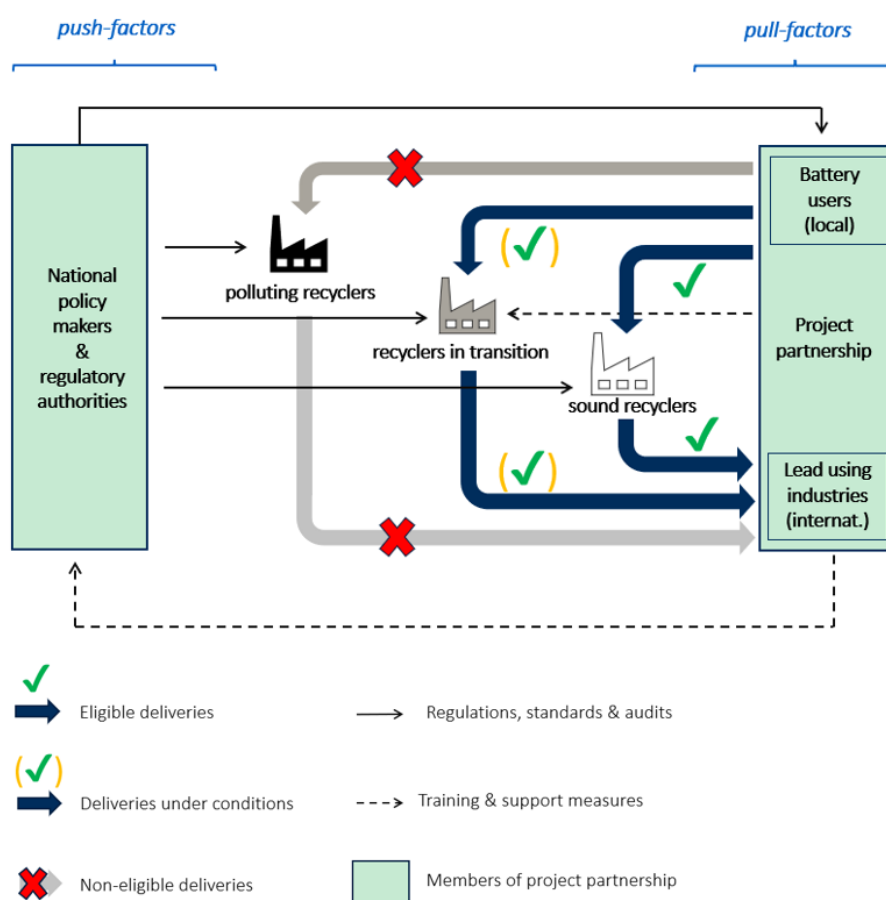 push-factors
pull-factors
National
policy
makers
&
regulatory
authorities
polluting recyclers
recyclers in transition
sound recyclers
Battery
users
(local)
Project
partnership
Lead using
industries
(internat.)
Eligible deliveries
Regulations, standards & audits
Deliveries under conditions
Training & support measures
Non-eligible deliveries
Members of project partnership